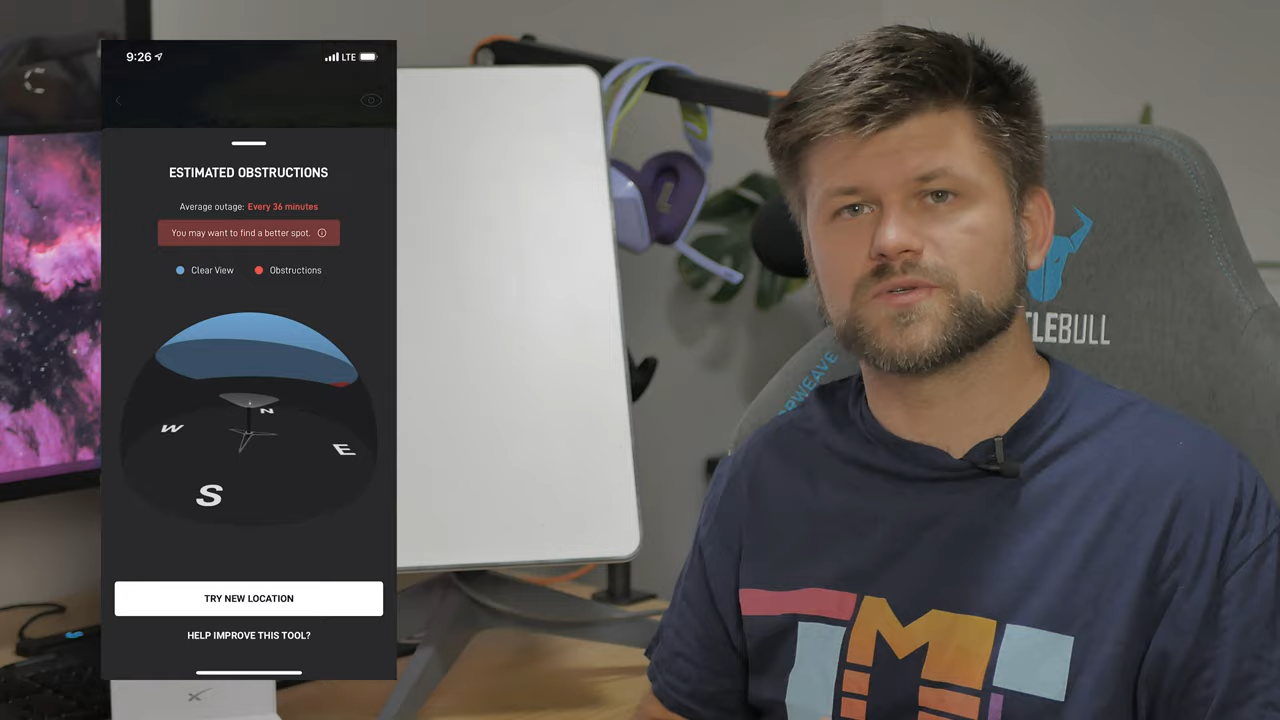 9:26
LTE
ESTIMATED OBSTRUCTIONS
Average outage: Every 36 minutes
You may want to find a better spot.
Clear View
Obstructions
N
W
E
S
TRY NEW LOCATION
HELP IMPROVE THIS TOOL?